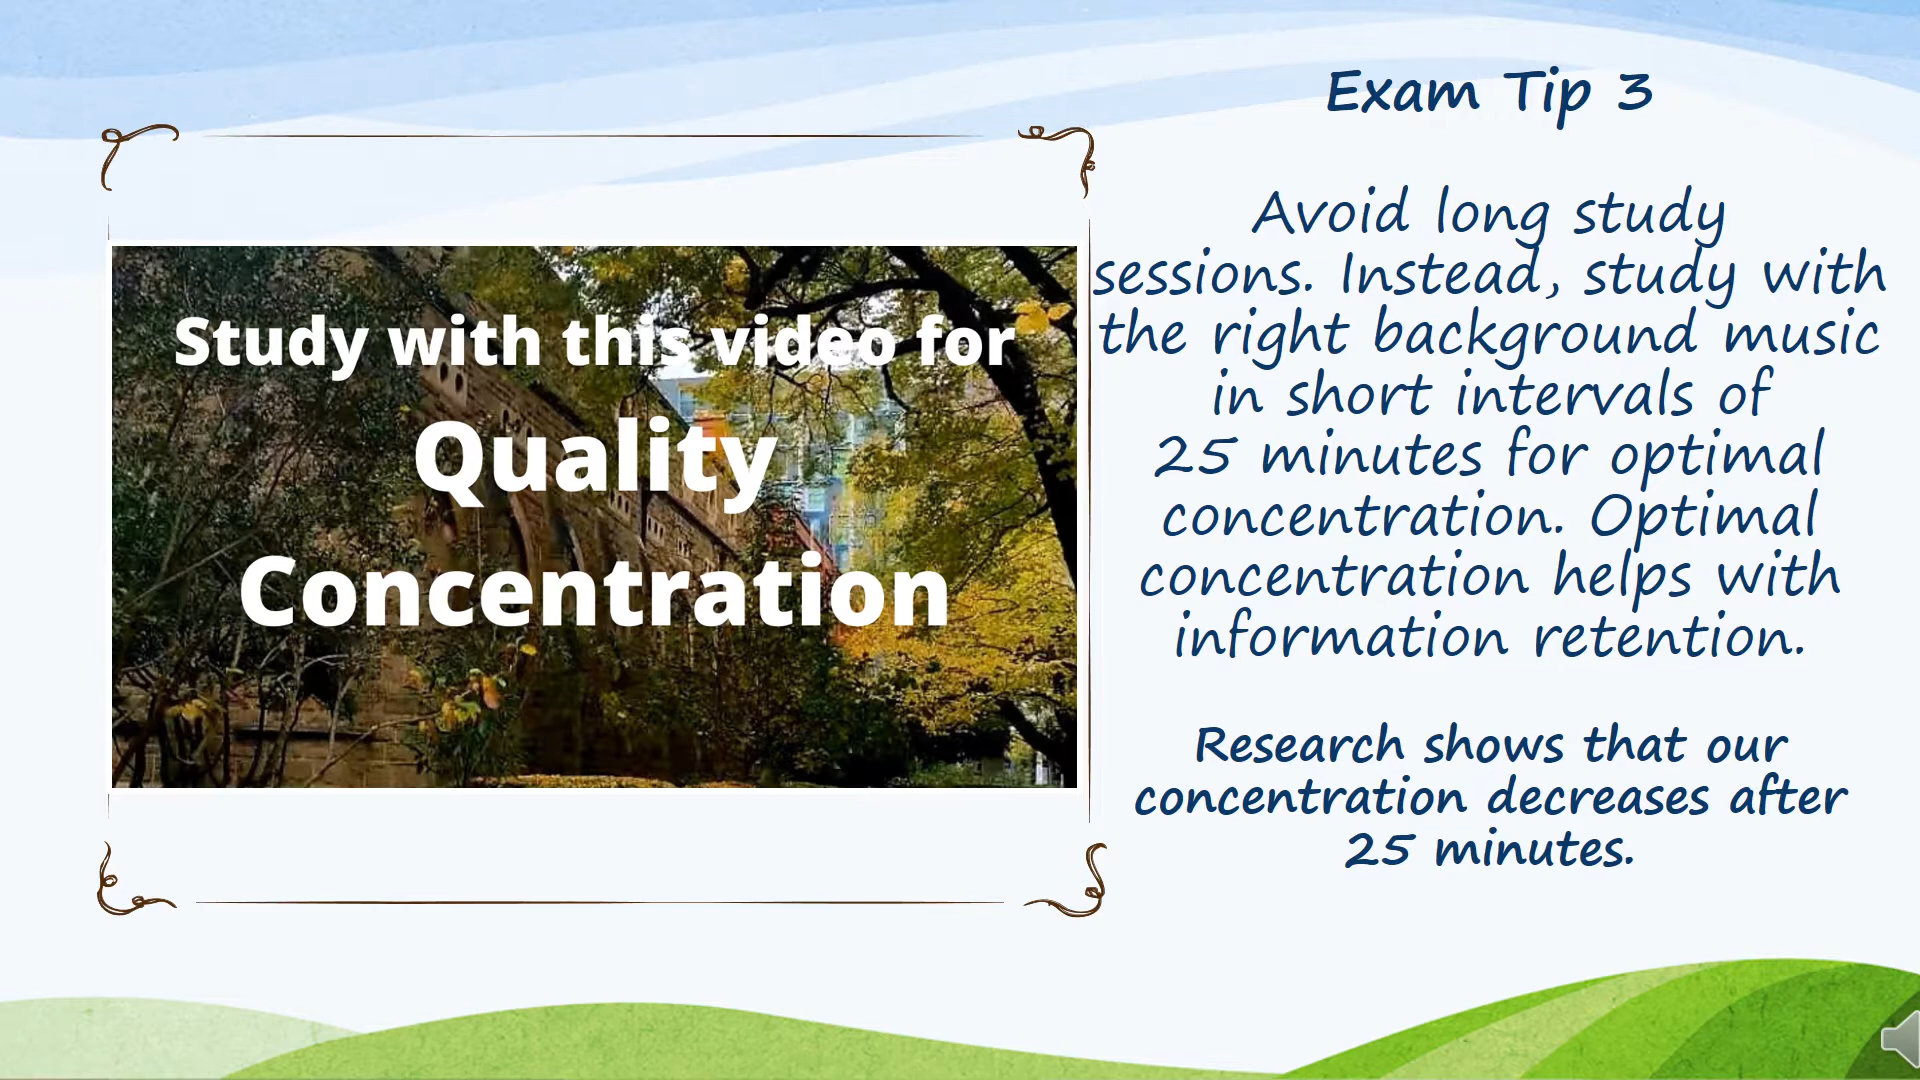 Study with this video for
Quality
Concentration
Exam Tip 3
Avoid long study
sessions. Instead, study with
the right background music
in short intervals of
25 minutes for optimal
concentration. Optimal
concentration helps with
information retention.
Research shows that our
concentration decreases after
25 minutes.